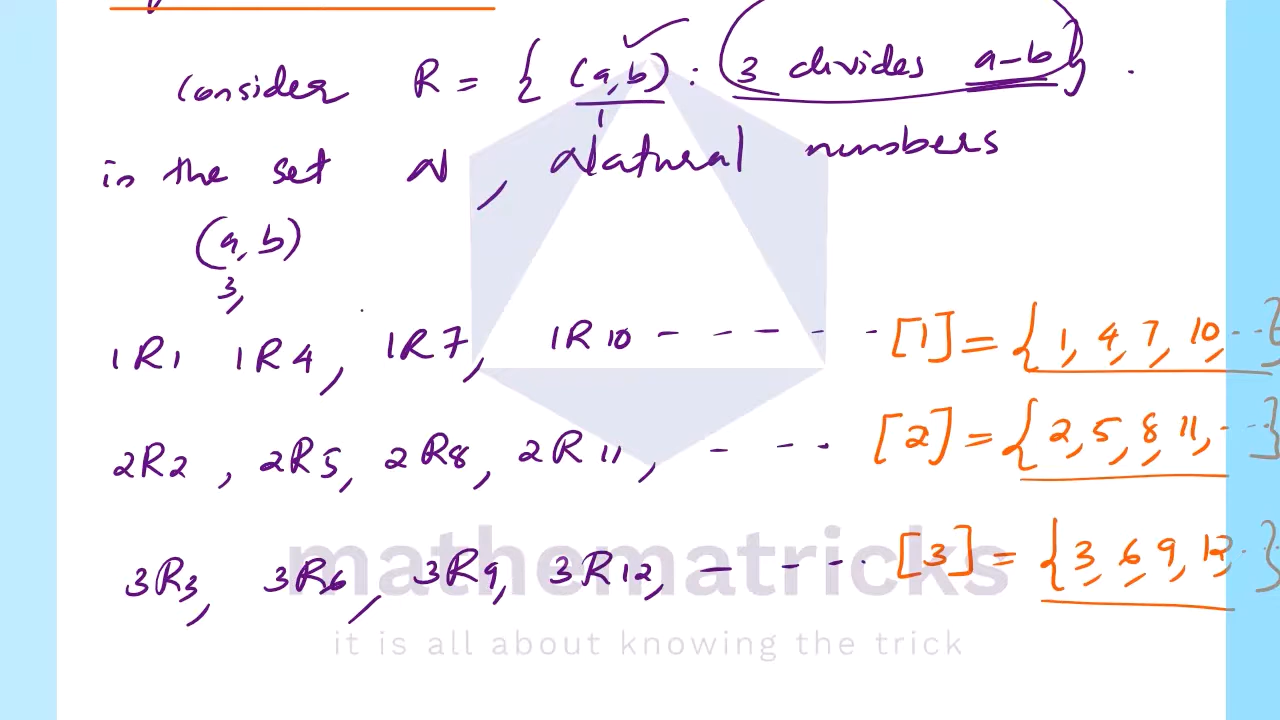 consider R = { (a,b) : 3 divides a-b} .
in the set N , Natural numbers
(a, b)
3,
1R1 1R4, 1R7, 1R10 - - - - - - [1] = { 1, 4, 7, 10, ...}
2R2, 2R5, 2R8, 2R11, - - - . [2] = { 2, 5, 8, 11, ...}
3R3, 3R6, 3R9, 3R12, - - - . . [3] = { 3, 6, 9, 12, . }
mathematricks
it is all about knowing the trick